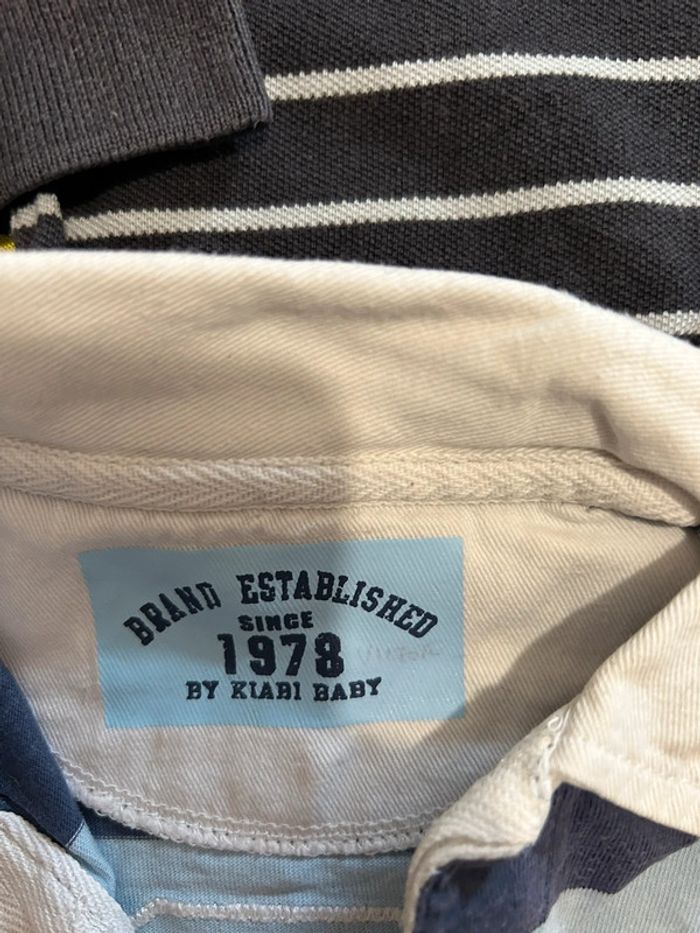 BRAND ESTABLISHED
SINCE
1978
BY KIABI BABY